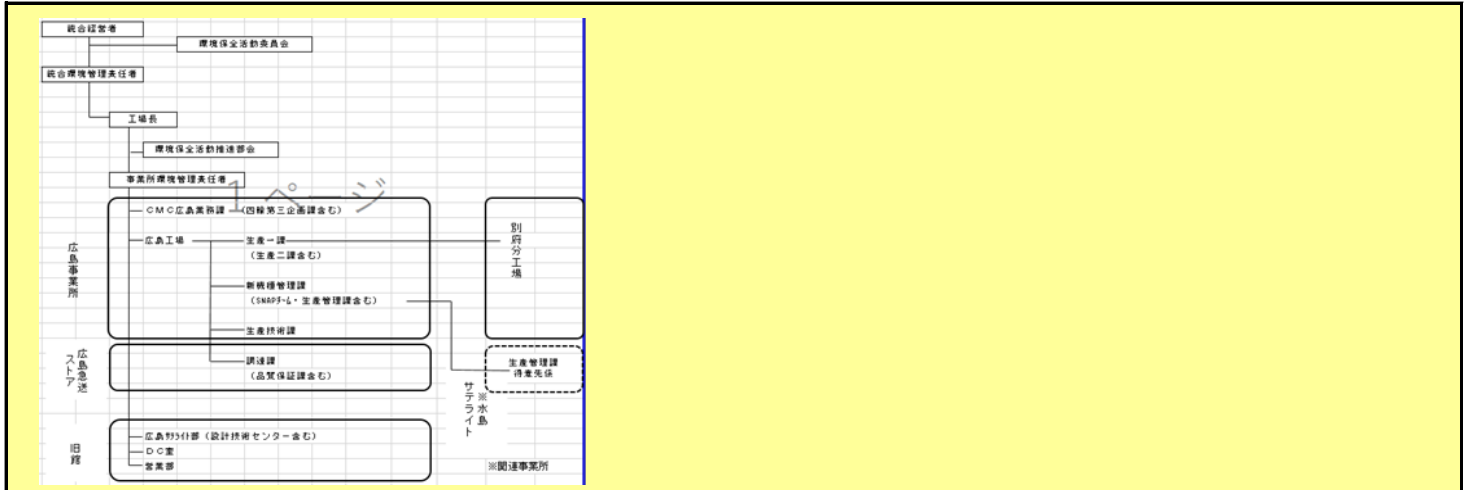 統合経営者
環境保全活動委員会
統合環境管理責任者
工場長
環境保全活動推進部会
事業所環境管理責任者
1 ページ
CMC広島業務課 (四輪第三企画課含む)
広島工場
生産一課
(生産二課含む)
新機種管理課
(SNAPﾁｰﾑ・生産管理課含む)
生産技術課
調達課
(品質保証課含む)
広島事業所
広島急送
ストア
旧館
別府分工場
生産管理課
得意先係
※水島
サテライト
広島ｻﾃﾗｲﾄ部 (設計技術センター含む)
DC室
営業部
※関連事業所